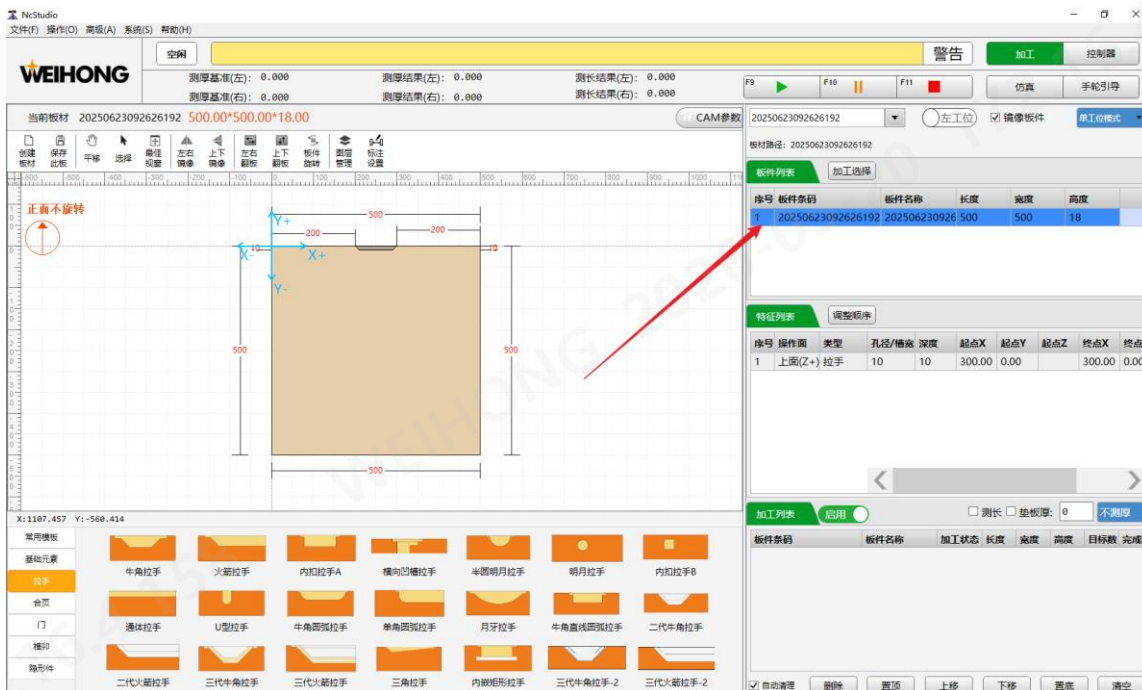 NcStudio
文件(F) 操作(O) 高级(A) 系统(S) 帮助(H)
WEIHONG
空闲
警告
加工
控制器
测厚基准(左): 0.000 测厚结果(左): 0.000 测长结果(左): 0.000
测厚基准(右): 0.000 测厚结果(右): 0.000 测长结果(右): 0.000
F9 F10 F11
仿真
手轮引导
当前板材 20250623092626192 500.00*500.00*18.00
CAM参数
创建板材 保存此板 平移 选择 最佳视窗 左右镜像 上下镜像 左右翻板 上下翻板 板件旋转 图层管理 标注设置
正面不旋转
Y+
X-
X+
Y-
500
200
200
10
10
500
500
500
X:1107.457 Y:-560.414
常用模板
基础元素
拉手
合页
门
榫卯
隐形件
牛角拉手 火箭拉手 内扣拉手A 横向凹槽拉手 半圆明月拉手 明月拉手 内扣拉手B
通体拉手 U型拉手 牛角圆弧拉手 单角圆弧拉手 月牙拉手 牛角直线圆弧拉手 二代牛角拉手
二代火箭拉手 三代牛角拉手 三代火箭拉手 三角拉手 内嵌矩形拉手 三代牛角拉手-2 三代火箭拉手-2
20250623092626192
左工位
镜像板件
单工位模式
板材路径: 20250623092626192
板件列表
加工选择
序号 板件条码 板件名称 长度 宽度 高度
1 20250623092626192 202506230926 500 500 18
特征列表
调整顺序
序号 操作面 类型 孔径/槽宽 深度 起点X 起点Y 起点Z 终点X 终点
1 上面(Z+) 拉手 10 10 300.00 0.00 300.00 0.00
加工列表
启用
测长 垫板厚: 0 不测厚
板件条码 板件名称 加工状态 长度 宽度 高度 目标数 完成
自动清理 删除 置顶 上移 下移 置底 清空